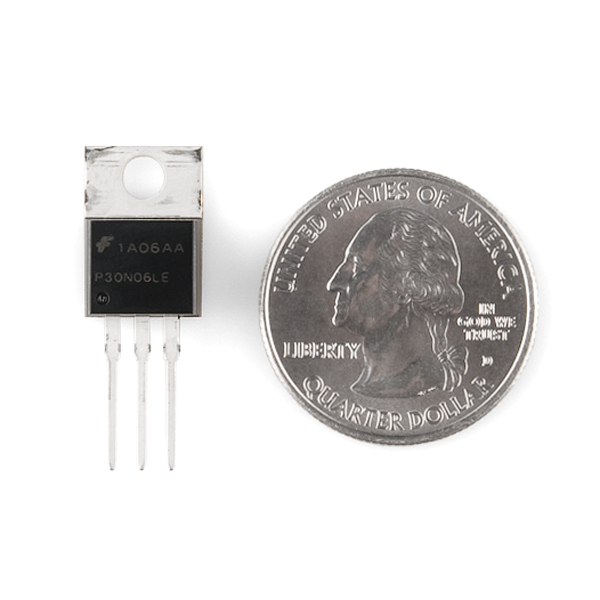 1A06AA
P30N06LE
UNITED STATES OF AMERICA
LIBERTY
IN
GOD WE
TRUST
D
QUARTER DOLLAR